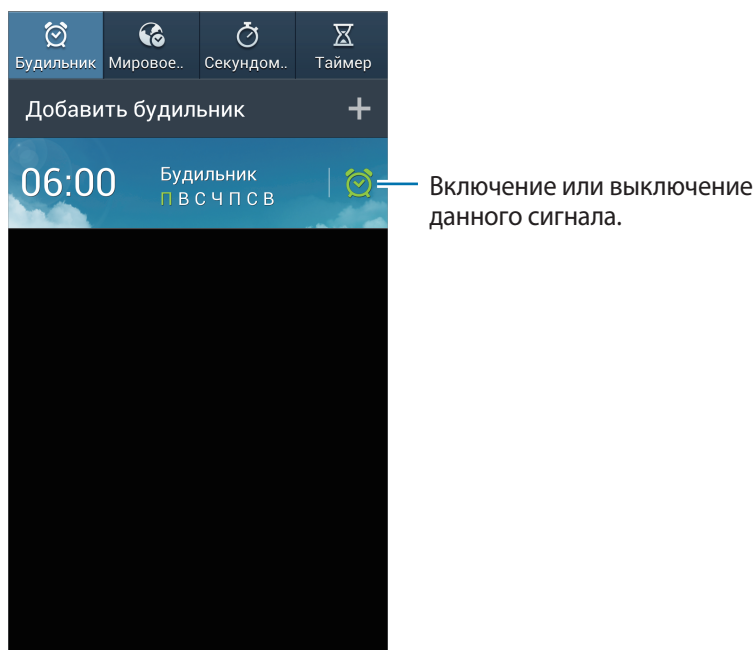 Будильник Мировое.. Секундом.. Таймер
Добавить будильник
06:00
Будильник
П В С Ч П С В
Включение или выключение
данного сигнала.